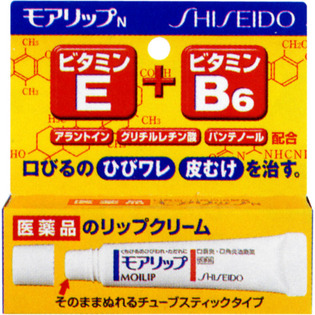 モアリップN SHISEIDO
ビタミン E + ビタミン B6
アラントイン グリチルレチン酸 パンテノール 配合
口びるの ひびワレ 皮むけ を治す。
医薬品 のリップクリーム
モアリップ
MOILIP
SHISEIDO
そのままぬれるチューブスティックタイプ